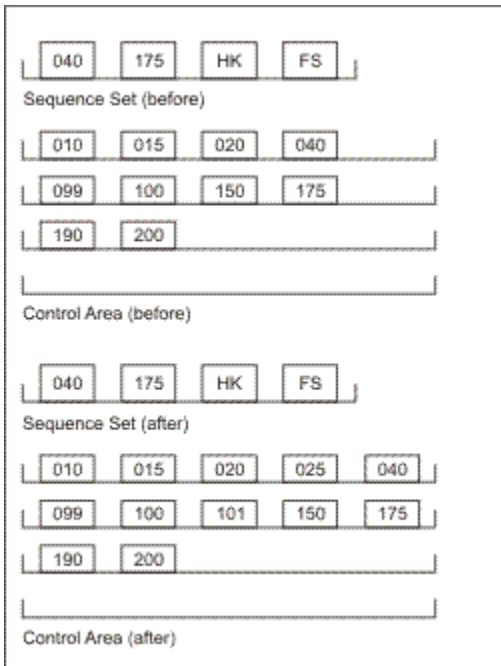 040 175 HK FS
Sequence Set (before)
010 015 020 040
099 100 150 175
190 200
Control Area (before)
040 175 HK FS
Sequence Set (after)
010 015 020 025 040
099 100 101 150 175
190 200
Control Area (after)